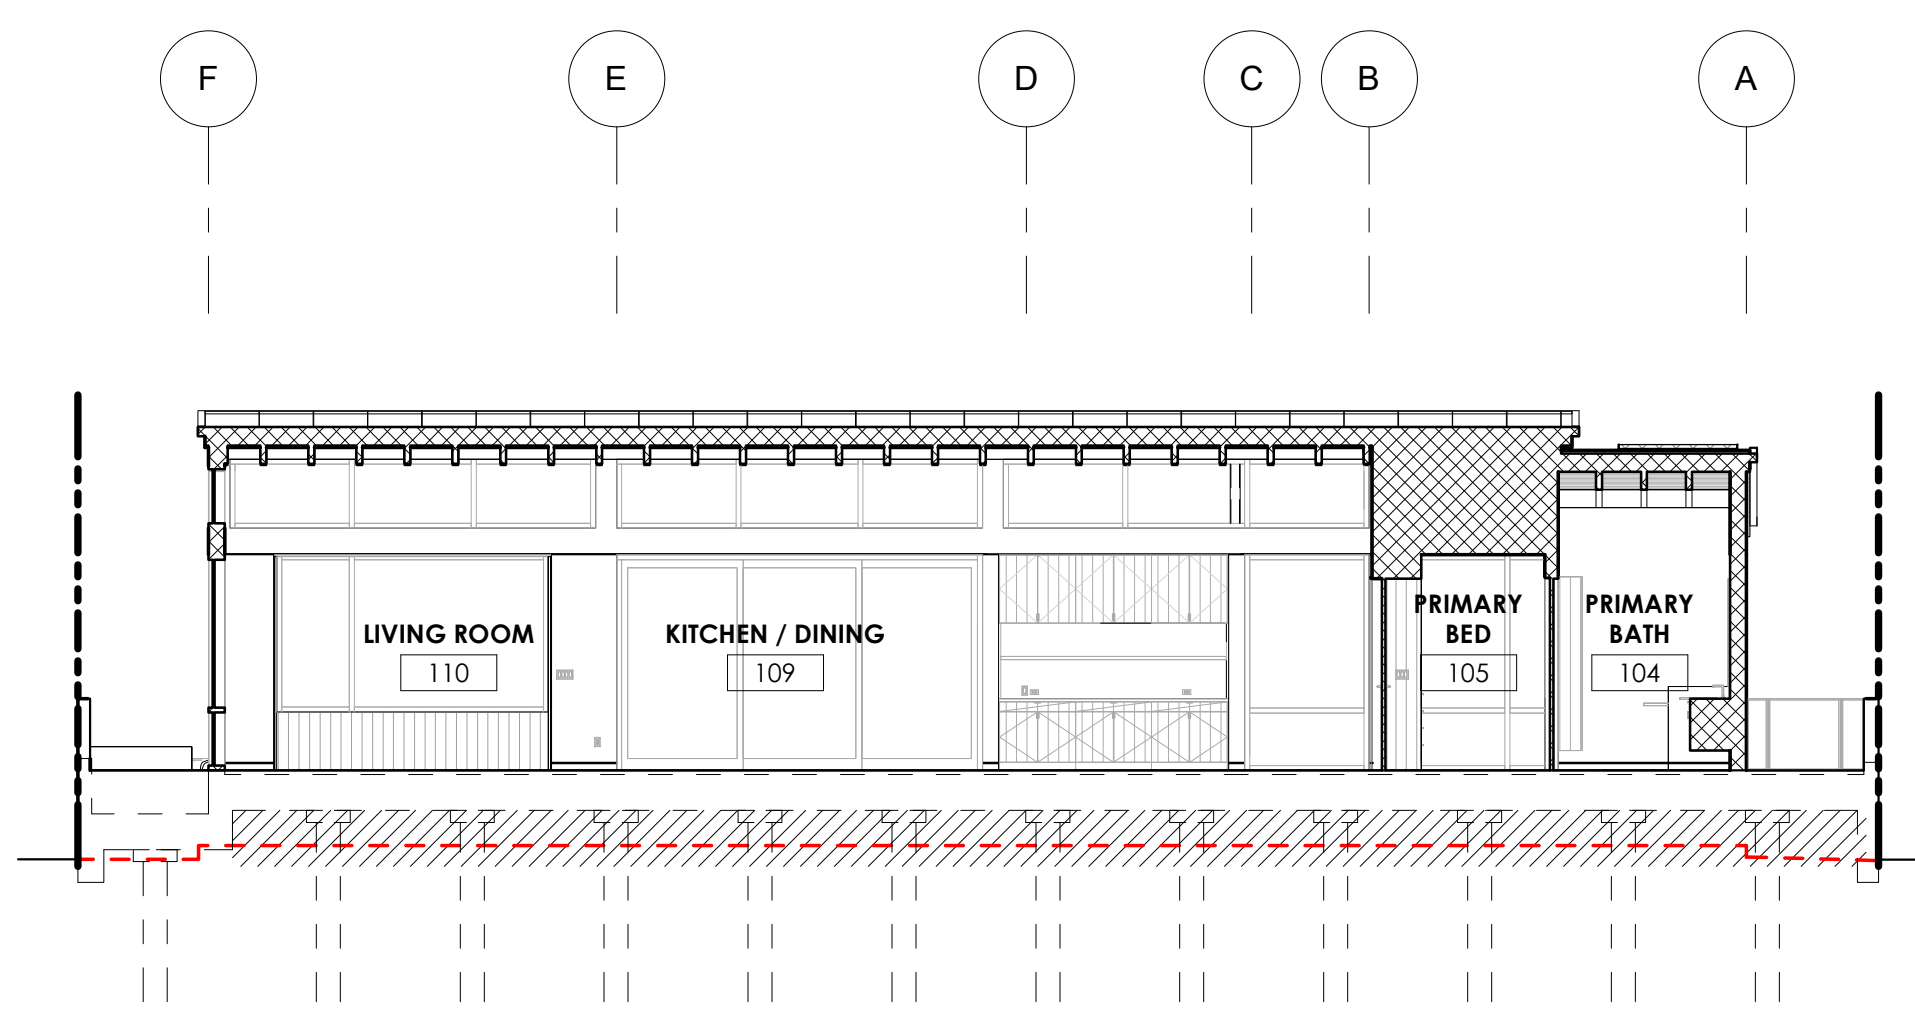 F
E
D
C
B
A
LIVING ROOM
110
KITCHEN / DINING
109
PRIMARY
BED
105
PRIMARY
BATH
104